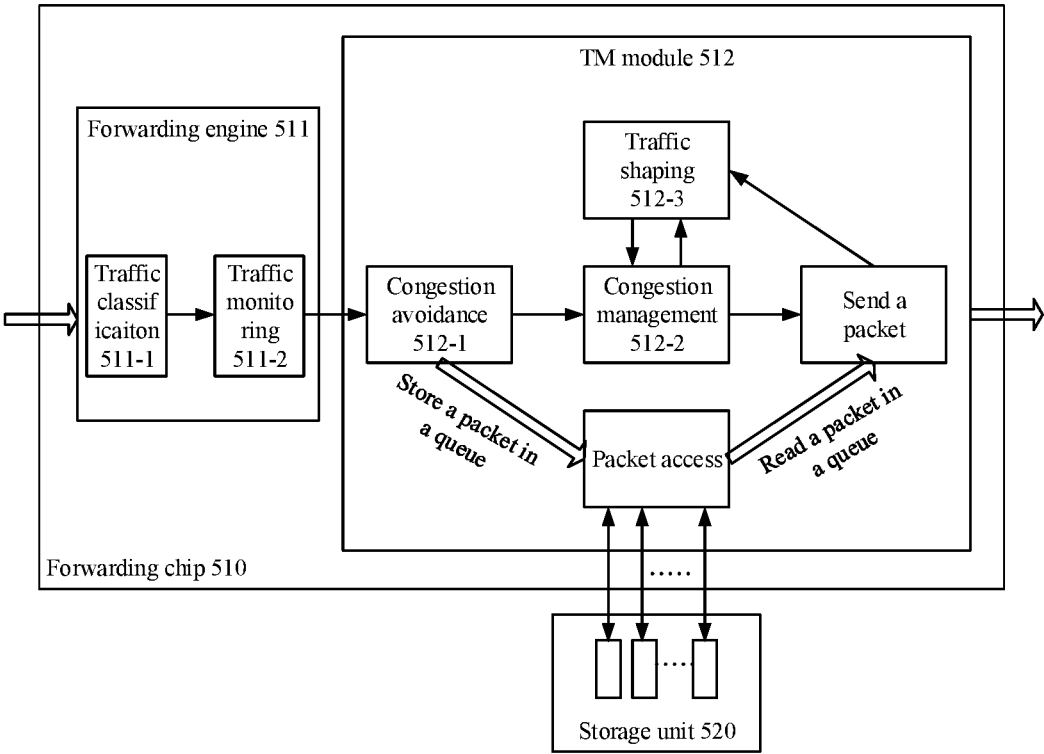 TM module 512
Forwarding engine 511
Traffic
shaping
512-3
Traffic
classif
icaiton
511-1
Traffic
monito
ring
511-2
Congestion
avoidance
512-1
Congestion
management
512-2
Send a
packet
Store a packet in
a queue
Packet access
Read a packet in
a queue
Forwarding chip 510
.....
.....
Storage unit 520